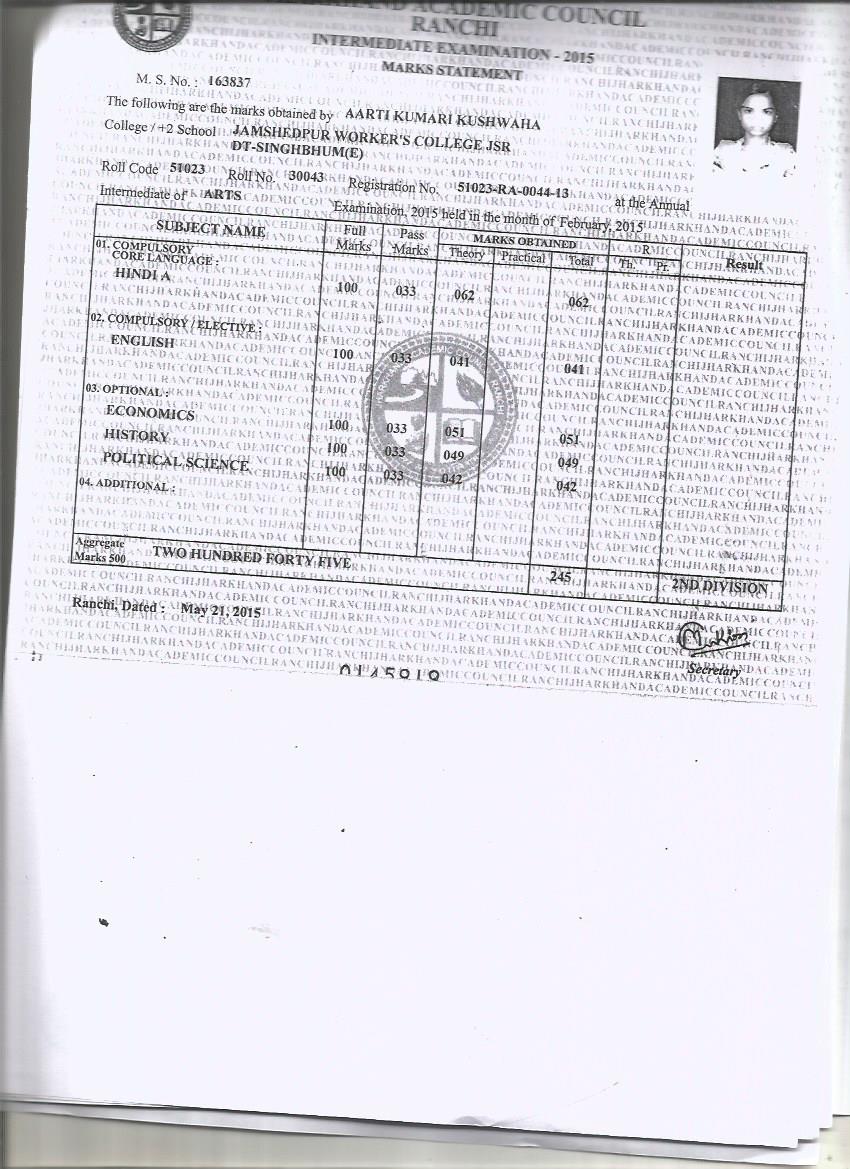 ACADEMIC COUNCIL
RANCHI
INTERMEDIATE EXAMINATION - 2015
MARKS STATEMENT
M. S. No. : 163837
The following are the marks obtained by AARTI KUMARI KUSHWAHA
College / +2 School JAMSHEDPUR WORKER'S COLLEGE JSR
DT-SINGHBHUM(E)
Roll Code 51023 Roll No. 30043 Registration No. 51023-RA-0044-13 at the Annual
Intermediate of ARTS Examination, 2015 held in the month of February, 2015
SUBJECT NAME Full Marks Pass Marks MARKS OBTAINED R Result
Theory Practical Total Th. Pr.
01. COMPULSORY
CORE LANGUAGE :
HINDI A 100 033 062 062
02. COMPULSORY / ELECTIVE :
ENGLISH 100 033 041 041
03. OPTIONAL :
ECONOMICS 100 033 051 051
HISTORY 100 033 049 049
POLITICAL SCIENCE 100 033 042 042
04. ADDITIONAL :
Aggregate
Marks 500 TWO HUNDRED FORTY FIVE 245 2ND DIVISION
Ranchi, Dated : May 21, 2015
Secretary